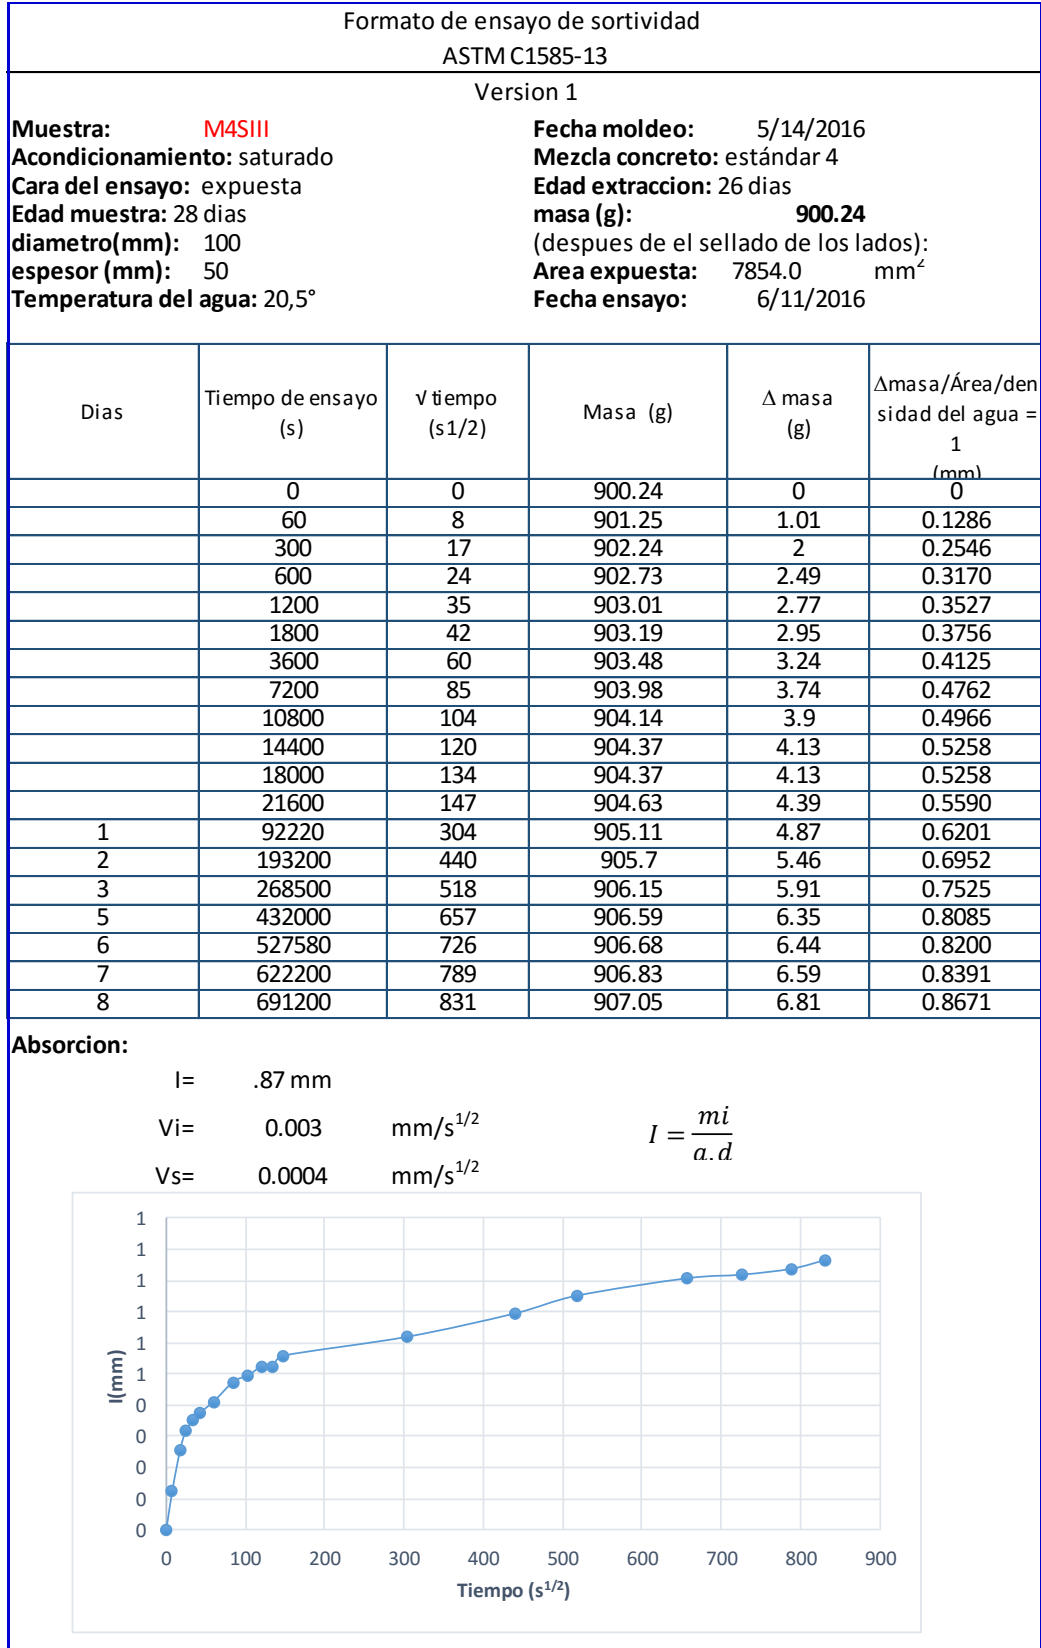 Formato de ensayo de sortividad
ASTM C1585-13
Version 1
Muestra: M4SIII Fecha moldeo: 5/14/2016
Acondicionamiento: saturado Mezcla concreto: estándar 4
Cara del ensayo: expuesta Edad extraccion: 26 dias
Edad muestra: 28 dias masa (g): 900.24
diametro(mm): 100 (despues de el sellado de los lados):
espesor (mm): 50 Area expuesta: 7854.0 mm²
Temperatura del agua: 20,5° Fecha ensayo: 6/11/2016
Dias Tiempo de ensayo (s) √ tiempo (s1/2) Masa (g) Δ masa (g) Δmasa/Área/densidad del agua = 1 (mm)
0 0 900.24 0 0
60 8 901.25 1.01 0.1286
300 17 902.24 2 0.2546
600 24 902.73 2.49 0.3170
1200 35 903.01 2.77 0.3527
1800 42 903.19 2.95 0.3756
3600 60 903.48 3.24 0.4125
7200 85 903.98 3.74 0.4762
10800 104 904.14 3.9 0.4966
14400 120 904.37 4.13 0.5258
18000 134 904.37 4.13 0.5258
21600 147 904.63 4.39 0.5590
1 92220 304 905.11 4.87 0.6201
2 193200 440 905.7 5.46 0.6952
3 268500 518 906.15 5.91 0.7525
5 432000 657 906.59 6.35 0.8085
6 527580 726 906.68 6.44 0.8200
7 622200 789 906.83 6.59 0.8391
8 691200 831 907.05 6.81 0.8671
Absorcion:
I= .87 mm
Vi= 0.003 mm/s^1/2
I = mi / a.d
Vs= 0.0004 mm/s^1/2
1
1
1
1
1
1
0
0
0
0
0
I(mm)
0 100 200 300 400 500 600 700 800 900
Tiempo (s^1/2)